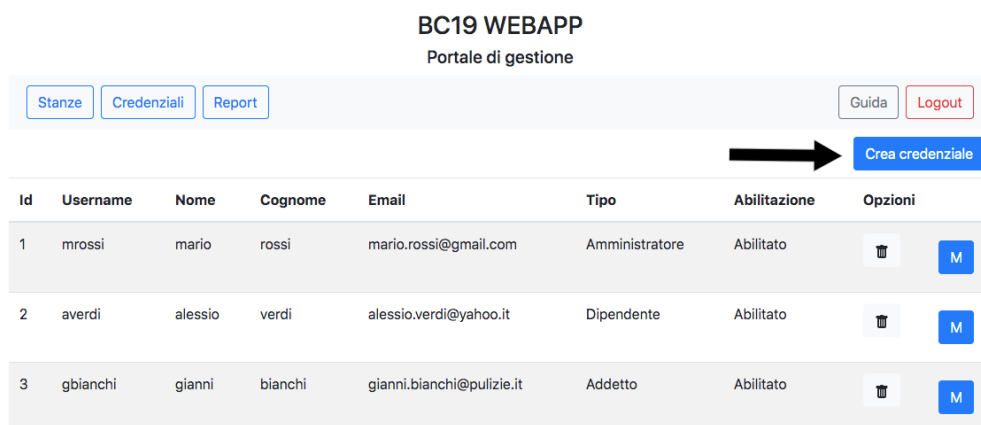 BC19 WEBAPP
Portale di gestione
Stanze Credenziali Report Guida Logout
Crea credenziale
Id Username Nome Cognome Email Tipo Abilitazione Opzioni
1 mrossi mario rossi mario.rossi@gmail.com Amministratore Abilitato M
2 averdi alessio verdi alessio.verdi@yahoo.it Dipendente Abilitato M
3 gbianchi gianni bianchi gianni.bianchi@pulizie.it Addetto Abilitato M